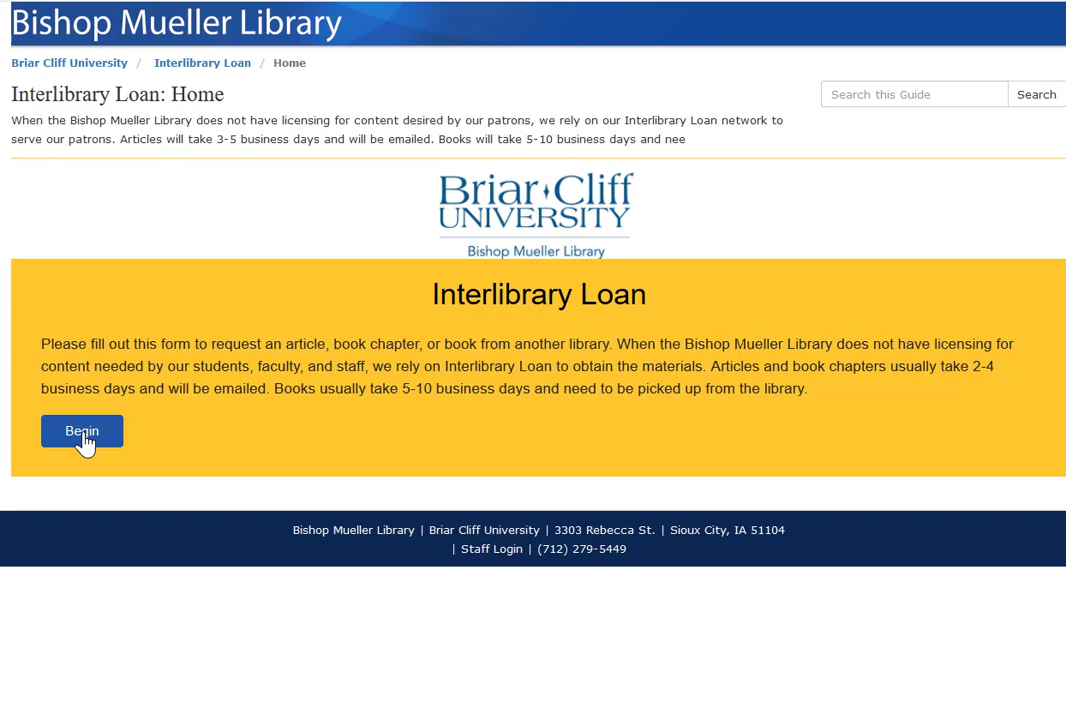 Bishop Mueller Library
Briar Cliff University / Interlibrary Loan / Home
Interlibrary Loan: Home
Search this Guide Search
When the Bishop Mueller Library does not have licensing for content desired by our patrons, we rely on our Interlibrary Loan network to
serve our patrons. Articles will take 3-5 business days and will be emailed. Books will take 5-10 business days and nee
Briar Cliff
UNIVERSITY
Bishop Mueller Library
Interlibrary Loan
Please fill out this form to request an article, book chapter, or book from another library. When the Bishop Mueller Library does not have licensing for
content needed by our students, faculty, and staff, we rely on Interlibrary Loan to obtain the materials. Articles and book chapters usually take 2-4
business days and will be emailed. Books usually take 5-10 business days and need to be picked up from the library.
Begin
Bishop Mueller Library | Briar Cliff University | 3303 Rebecca St. | Sioux City, IA 51104
| Staff Login | (712) 279-5449